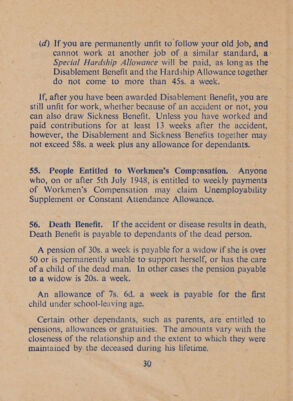 (d) If you are permanently unfit to follow your old job, and
cannot work at another job of a similar standard, a
Special Hardship Allowance will be paid, as long as the
Disablement Benefit and the Hardship Allowance together
do not come to more than 45s. a week.
If, after you have been awarded Disablement Benefit, you are
still unfit for work, whether because of an accident or not, you
can also draw Sickness Benefit. Unless you have worked and
paid contributions for at least 13 weeks after the accident,
however, the Disablement and Sickness Benefits together may
not exceed 58s. a week plus any allowance for dependants.
55. People Entitled to Workmen's Compensation. Anyone
who, on or after 5th July 1948, is entitled to weekly payments
of Workmen's Compensation may claim Unemployability
Supplement or Constant Attendance Allowance.
56. Death Benefit. If the accident or disease results in death,
Death Benefit is payable to dependants of the dead person.
A pension of 30s. a week is payable for a widow if she is over
50 or is permanently unable to support herself, or has the care
of a child of the dead man. In other cases the pension payable
to a widow is 20s. a week.
An allowance of 7s. 6d. a week is payable for the first
child under school-leaving age.
Certain other dependants, such as parents, are entitled to
pensions, allowances or gratuities. The amounts vary with the
closeness of the relationship and the extent to which they were
maintained by the deceased during his lifetime.
30